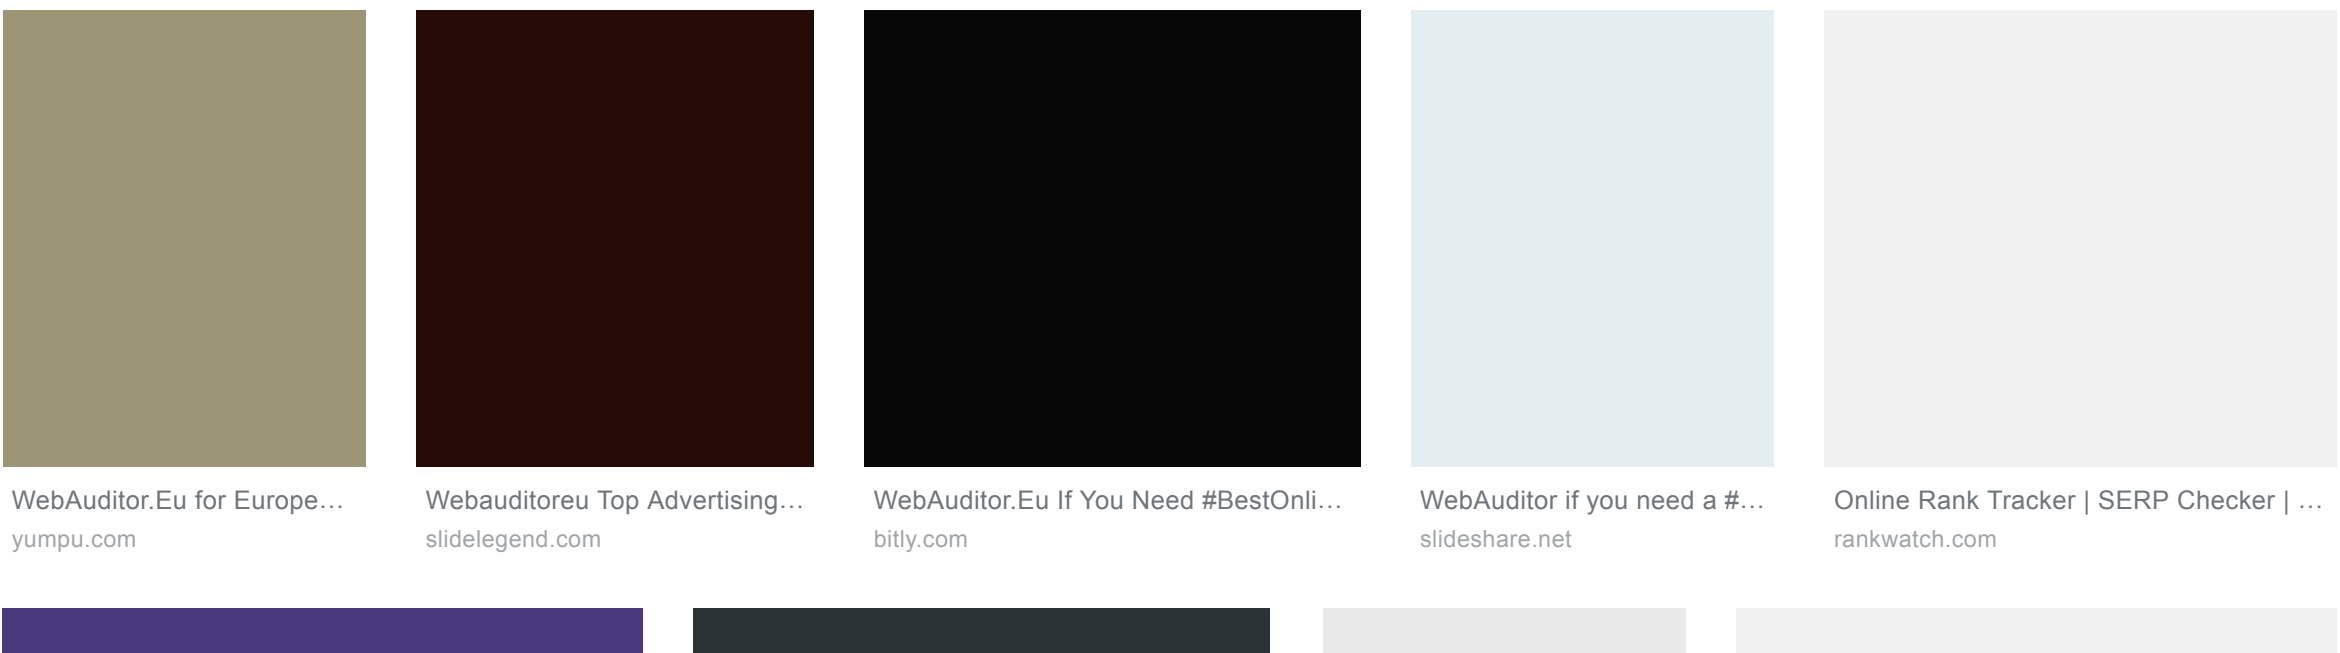 WebAuditor.Eu for Europe…
yumpu.com
Webauditoreu Top Advertising…
slidelegend.com
WebAuditor.Eu If You Need #BestOnli…
bitly.com
WebAuditor if you need a #…
slideshare.net
Online Rank Tracker | SERP Checker | …
rankwatch.com